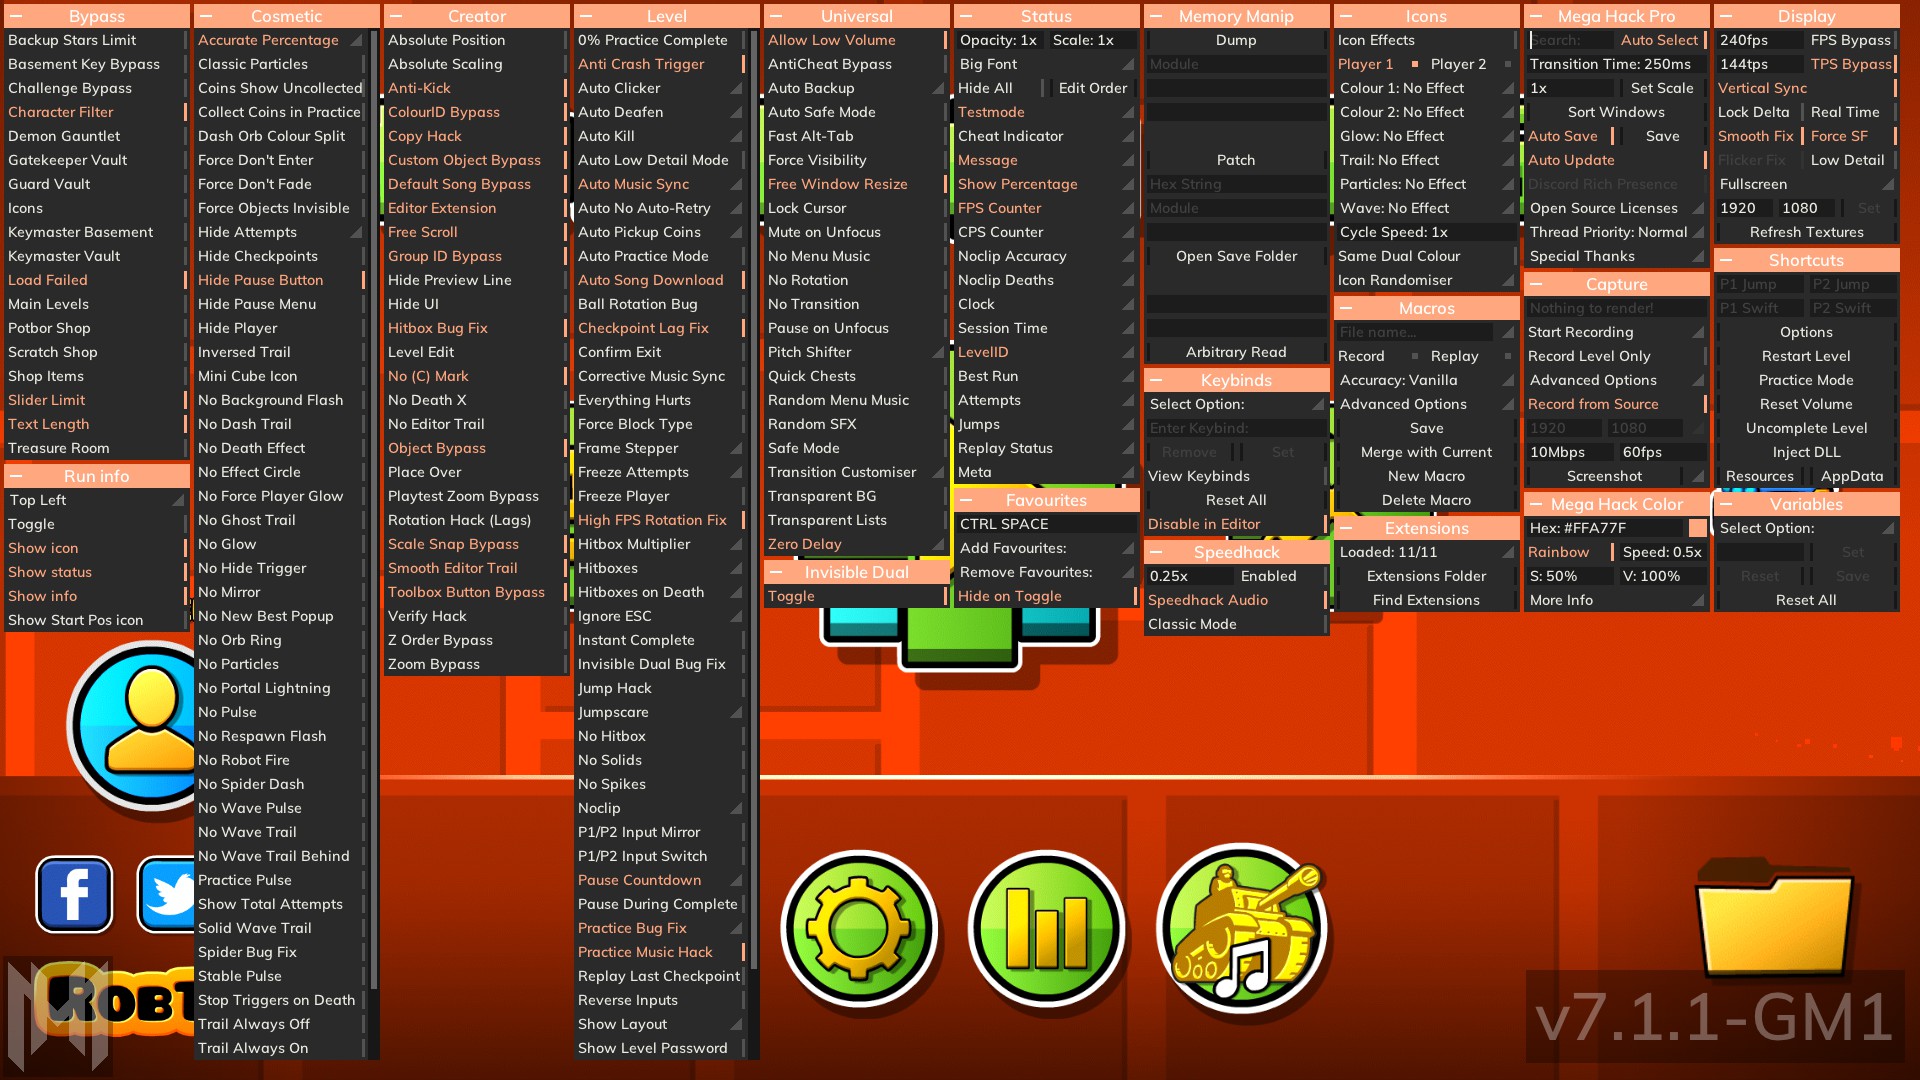 Bypass
Backup Stars Limit
Basement Key Bypass
Challenge Bypass
Character Filter
Demon Gauntlet
Gatekeeper Vault
Guard Vault
Icons
Keymaster Basement
Keymaster Vault
Load Failed
Main Levels
Potbor Shop
Scratch Shop
Shop Items
Slider Limit
Text Length
Treasure Room
Run info
Top Left
Toggle
Show icon
Show status
Show info
Show Start Pos icon
Cosmetic
Accurate Percentage
Classic Particles
Coins Show Uncollected
Collect Coins in Practice
Dash Orb Colour Split
Force Don't Enter
Force Don't Fade
Force Objects Invisible
Hide Attempts
Hide Checkpoints
Hide Pause Button
Hide Pause Menu
Hide Player
Inversed Trail
Mini Cube Icon
No Background Flash
No Dash Trail
No Death Effect
No Effect Circle
No Force Player Glow
No Ghost Trail
No Glow
No Hide Trigger
No Mirror
No New Best Popup
No Orb Ring
No Particles
No Portal Lightning
No Pulse
No Respawn Flash
No Robot Fire
No Spider Dash
No Wave Pulse
No Wave Trail
No Wave Trail Behind
Practice Pulse
Show Total Attempts
Solid Wave Trail
Spider Bug Fix
Stable Pulse
Stop Triggers on Death
Trail Always Off
Trail Always On
Creator
Absolute Position
Absolute Scaling
Anti-Kick
ColourID Bypass
Copy Hack
Custom Object Bypass
Default Song Bypass
Editor Extension
Free Scroll
Group ID Bypass
Hide Preview Line
Hide UI
Hitbox Bug Fix
Level Edit
No (C) Mark
No Death X
No Editor Trail
Object Bypass
Place Over
Playtest Zoom Bypass
Rotation Hack (Lags)
Scale Snap Bypass
Smooth Editor Trail
Toolbox Button Bypass
Verify Hack
Z Order Bypass
Zoom Bypass
Level
0% Practice Complete
Anti Crash Trigger
Auto Clicker
Auto Deafen
Auto Kill
Auto Low Detail Mode
Auto Music Sync
Auto No Auto-Retry
Auto Pickup Coins
Auto Practice Mode
Auto Song Download
Ball Rotation Bug
Checkpoint Lag Fix
Confirm Exit
Corrective Music Sync
Everything Hurts
Force Block Type
Frame Stepper
Freeze Attempts
Freeze Player
High FPS Rotation Fix
Hitbox Multiplier
Hitboxes
Hitboxes on Death
Ignore ESC
Instant Complete
Invisible Dual Bug Fix
Jump Hack
Jumpscare
No Hitbox
No Solids
No Spikes
Noclip
P1/P2 Input Mirror
P1/P2 Input Switch
Pause Countdown
Pause During Complete
Practice Bug Fix
Practice Music Hack
Replay Last Checkpoint
Reverse Inputs
Show Layout
Show Level Password
Universal
Allow Low Volume
AntiCheat Bypass
Auto Backup
Auto Safe Mode
Fast Alt-Tab
Force Visibility
Free Window Resize
Lock Cursor
Mute on Unfocus
No Menu Music
No Rotation
No Transition
Pause on Unfocus
Pitch Shifter
Quick Chests
Random Menu Music
Random SFX
Safe Mode
Transition Customiser
Transparent BG
Transparent Lists
Zero Delay
Invisible Dual
Toggle
Status
Opacity: 1x Scale: 1x
Big Font
Hide All Edit Order
Testmode
Cheat Indicator
Message
Show Percentage
FPS Counter
CPS Counter
Noclip Accuracy
Noclip Deaths
Clock
Session Time
LevelID
Best Run
Attempts
Jumps
Replay Status
Meta
Favourites
CTRL SPACE
Add Favourites:
Remove Favourites:
Hide on Toggle
Memory Manip
Dump
Module
Patch
Hex String
Module
Open Save Folder
Arbitrary Read
Keybinds
Select Option:
Enter Keybind:
Remove Set
View Keybinds
Reset All
Disable in Editor
Speedhack
0.25x Enabled
Speedhack Audio
Classic Mode
Icons
Icon Effects
Player 1 Player 2
Colour 1: No Effect
Colour 2: No Effect
Glow: No Effect
Trail: No Effect
Particles: No Effect
Wave: No Effect
Cycle Speed: 1x
Same Dual Colour
Icon Randomiser
Macros
File name...
Record Replay
Accuracy: Vanilla
Advanced Options
Save
Merge with Current
New Macro
Delete Macro
Extensions
Loaded: 11/11
Extensions Folder
Find Extensions
Mega Hack Pro
Search: Auto Select
Transition Time: 250ms
1x Set Scale
Sort Windows
Auto Save Save
Auto Update
Discord Rich Presence
Open Source Licenses
Thread Priority: Normal
Special Thanks
Capture
Nothing to render!
Start Recording
Record Level Only
Advanced Options
Record from Source
1920 1080
10Mbps 60fps
Screenshot
Mega Hack Color
Hex: #FFA77F
Rainbow Speed: 0.5x
S: 50% V: 100%
More Info
Display
240fps FPS Bypass
144tps TPS Bypass
Vertical Sync
Lock Delta Real Time
Smooth Fix Force SF
Flicker Fix Low Detail
Fullscreen
1920 1080 Set
Refresh Textures
Shortcuts
P1 Jump P2 Jump
P1 Swift P2 Swift
Options
Restart Level
Practice Mode
Reset Volume
Uncomplete Level
Inject DLL
Resources AppData
Variables
Select Option:
Set
Reset Save
Reset All
f
RobT
v7.1.1-GM1